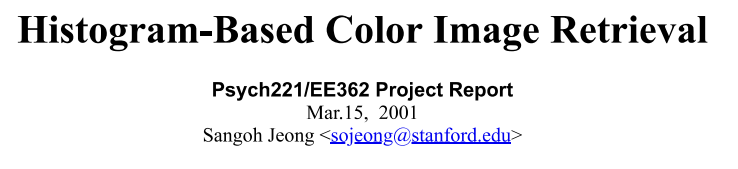 Histogram-Based Color Image Retrieval
Psych221/EE362 Project Report
Mar.15,  2001
Sangoh Jeong <sojeong@stanford.edu>